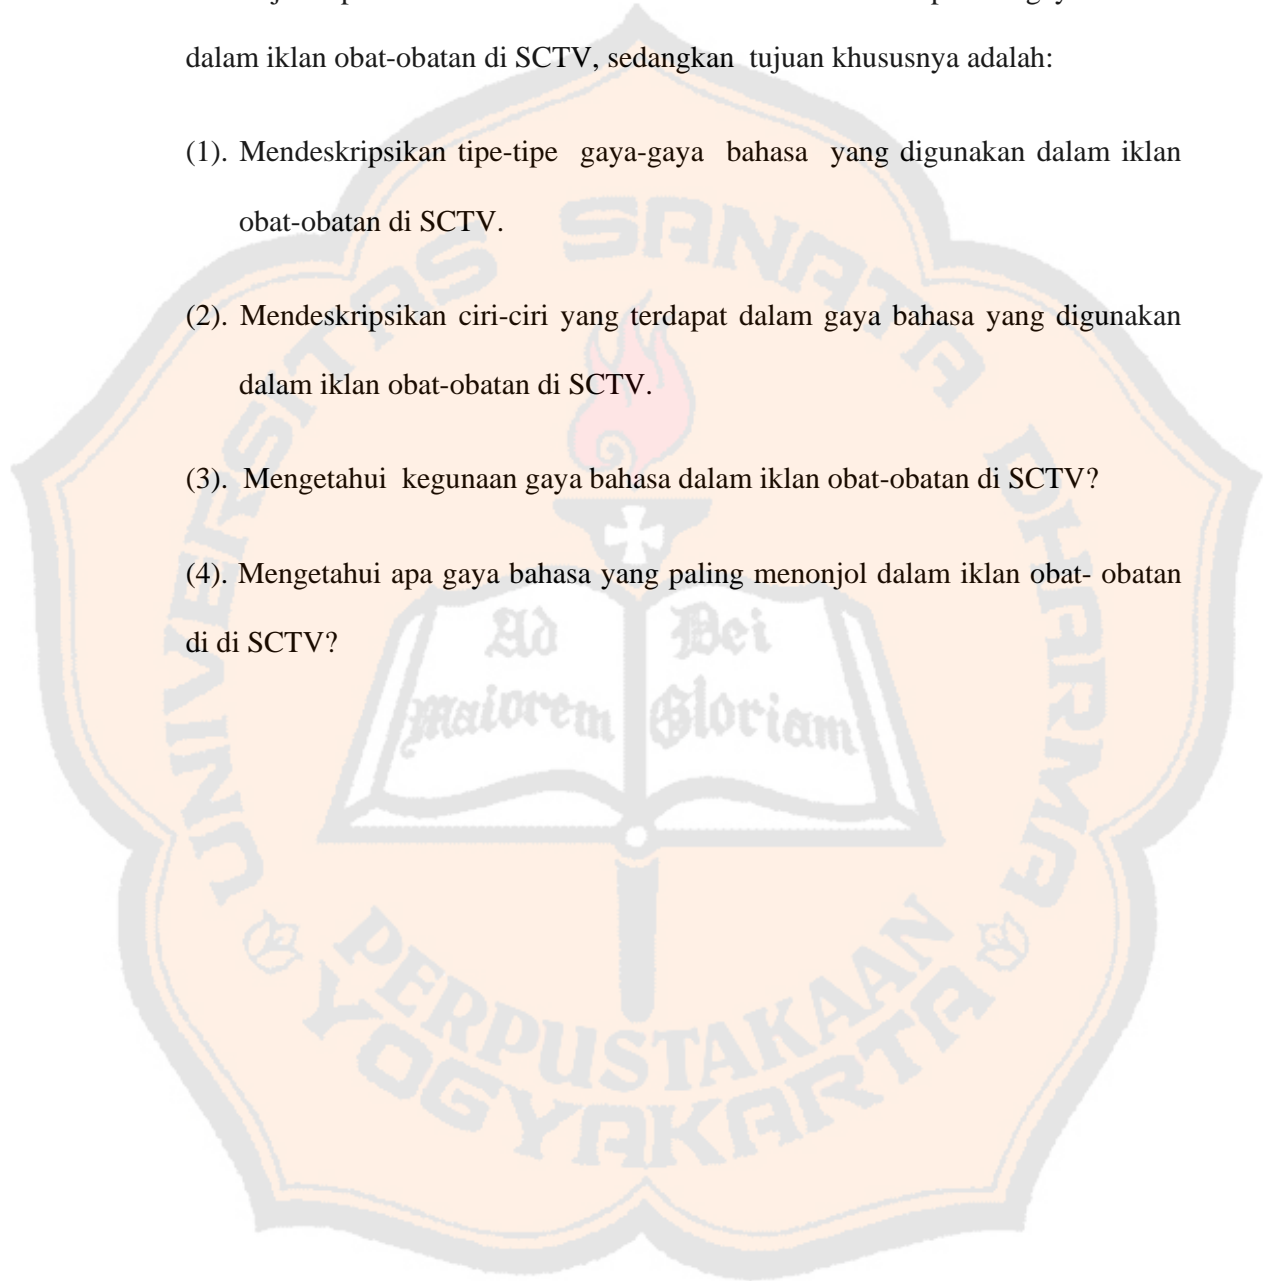 dalam iklan obat-obatan di SCTV, sedangkan tujuan khususnya adalah:
(1). Mendeskripsikan tipe-tipe gaya-gaya bahasa yang digunakan dalam iklan
obat-obatan di SCTV.
(2). Mendeskripsikan ciri-ciri yang terdapat dalam gaya bahasa yang digunakan
dalam iklan obat-obatan di SCTV.
(3). Mengetahui kegunaan gaya bahasa dalam iklan obat-obatan di SCTV?
(4). Mengetahui apa gaya bahasa yang paling menonjol dalam iklan obat- obatan
di di SCTV?
UNIVERSITAS SANATA DHARMA
Ad Dei
maiorem Gloriam
PERPUSTAKAAN
YOGYAKARTA